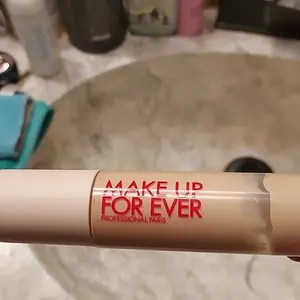 MAKE UP
FOR EVER
PROFESSIONAL PARIS